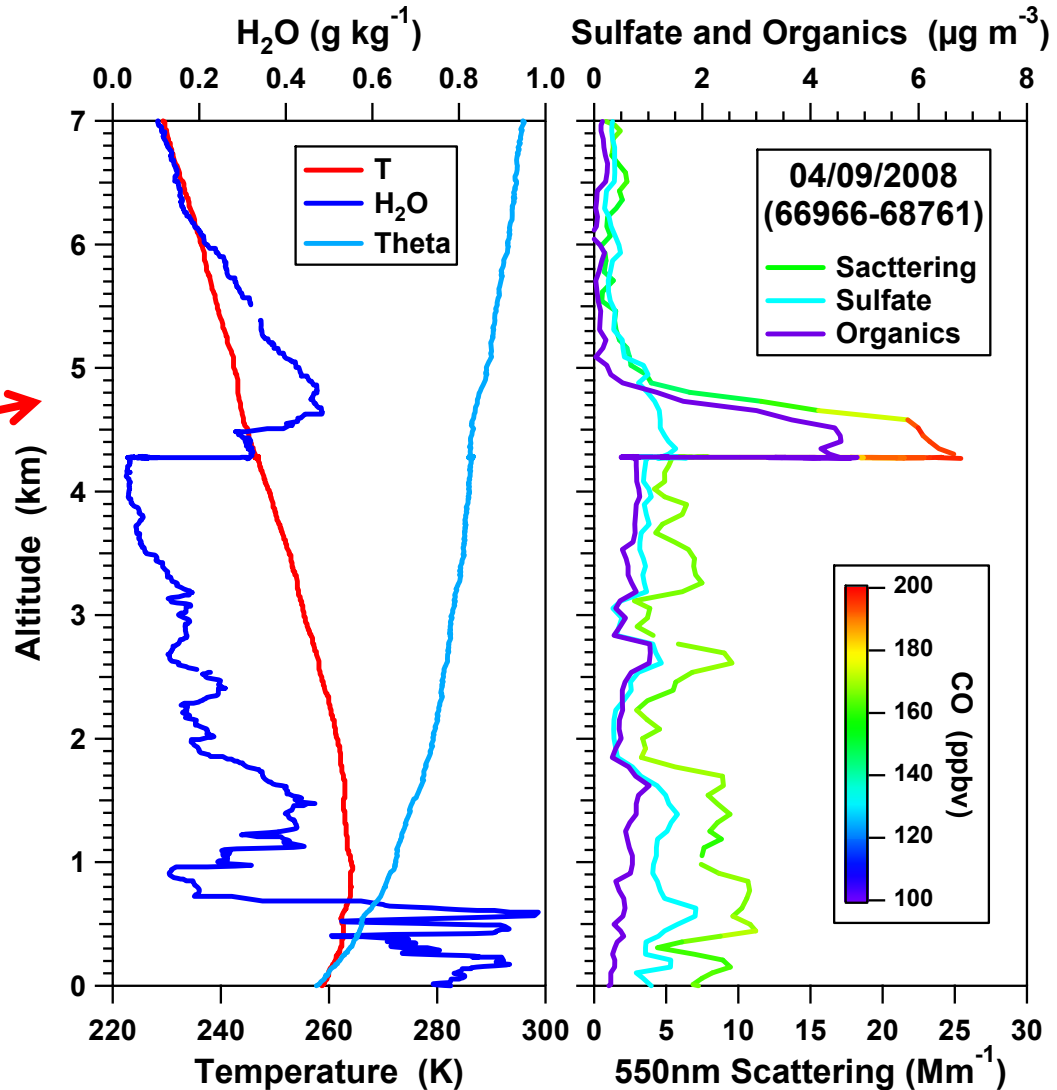 H₂O (g kg⁻¹)
0.0 0.2 0.4 0.6 0.8 1.0
Sulfate and Organics (µg m⁻³)
0 2 4 6 8
7
6
5
4
3
2
1
0
Altitude (km)
T
H₂O
Theta
04/09/2008
(66966-68761)
Sacttering
Sulfate
Organics
200
180
160
140
120
100
CO (ppbv)
220 240 260 280 300
Temperature (K)
0 5 10 15 20 25 30
550nm Scattering (Mm⁻¹)